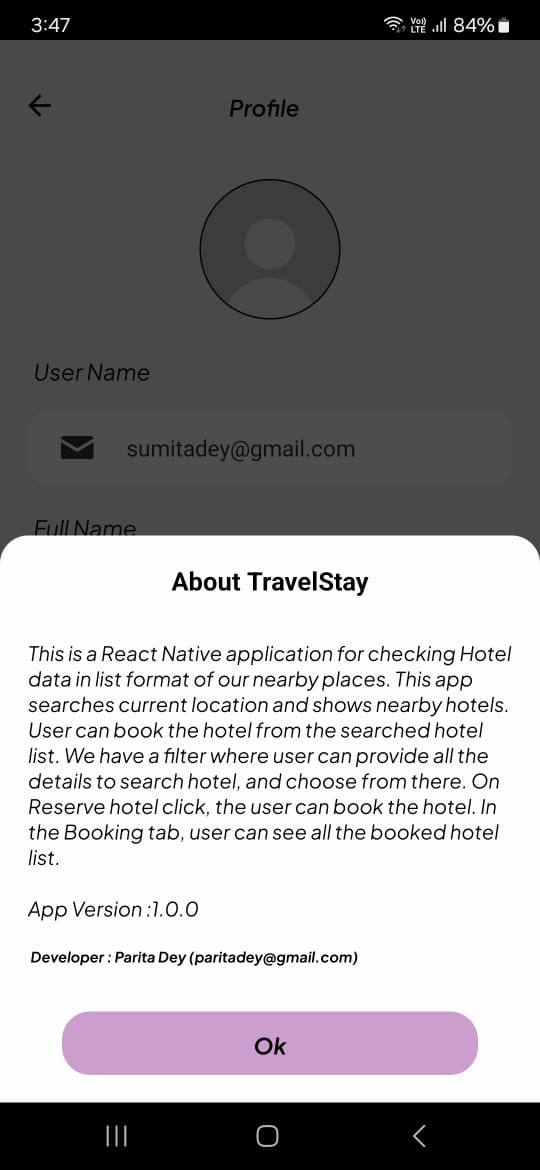 3:47
Vo))
LTE
84%
Profile
User Name
sumitadey@gmail.com
Full Name
About TravelStay
This is a React Native application for checking Hotel
data in list format of our nearby places. This app
searches current location and shows nearby hotels.
User can book the hotel from the searched hotel
list. We have a filter where user can provide all the
details to search hotel, and choose from there. On
Reserve hotel click, the user can book the hotel. In
the Booking tab, user can see all the booked hotel
list.
App Version :1.0.0
Developer : Parita Dey (paritadey@gmail.com)
Ok